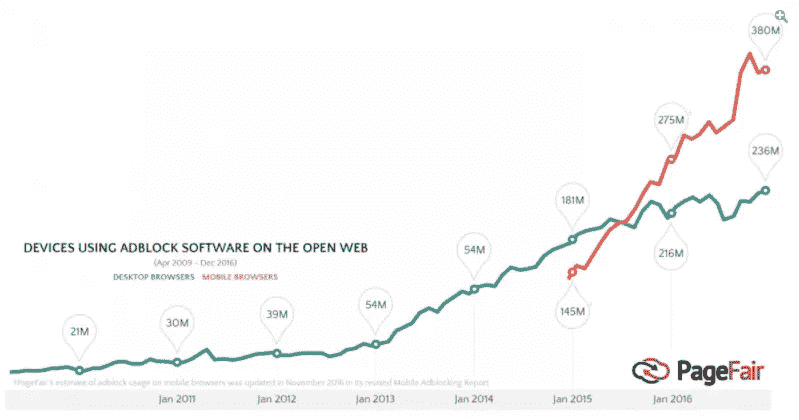 380M
275M
236M
181M
DEVICES USING ADBLOCK SOFTWARE ON THE OPEN WEB
(Apr 2009 - Dec 2016)
DESKTOP BROWSERS MOBILE BROWSERS
54M
216M
145M
54M
39M
30M
21M
PageFair
*PageFair's estimate of adblock usage on mobile browsers was updated in November 2016 in its revised Mobile Adblocking Report
Jan 2011 Jan 2012 Jan 2013 Jan 2014 Jan 2015 Jan 2016